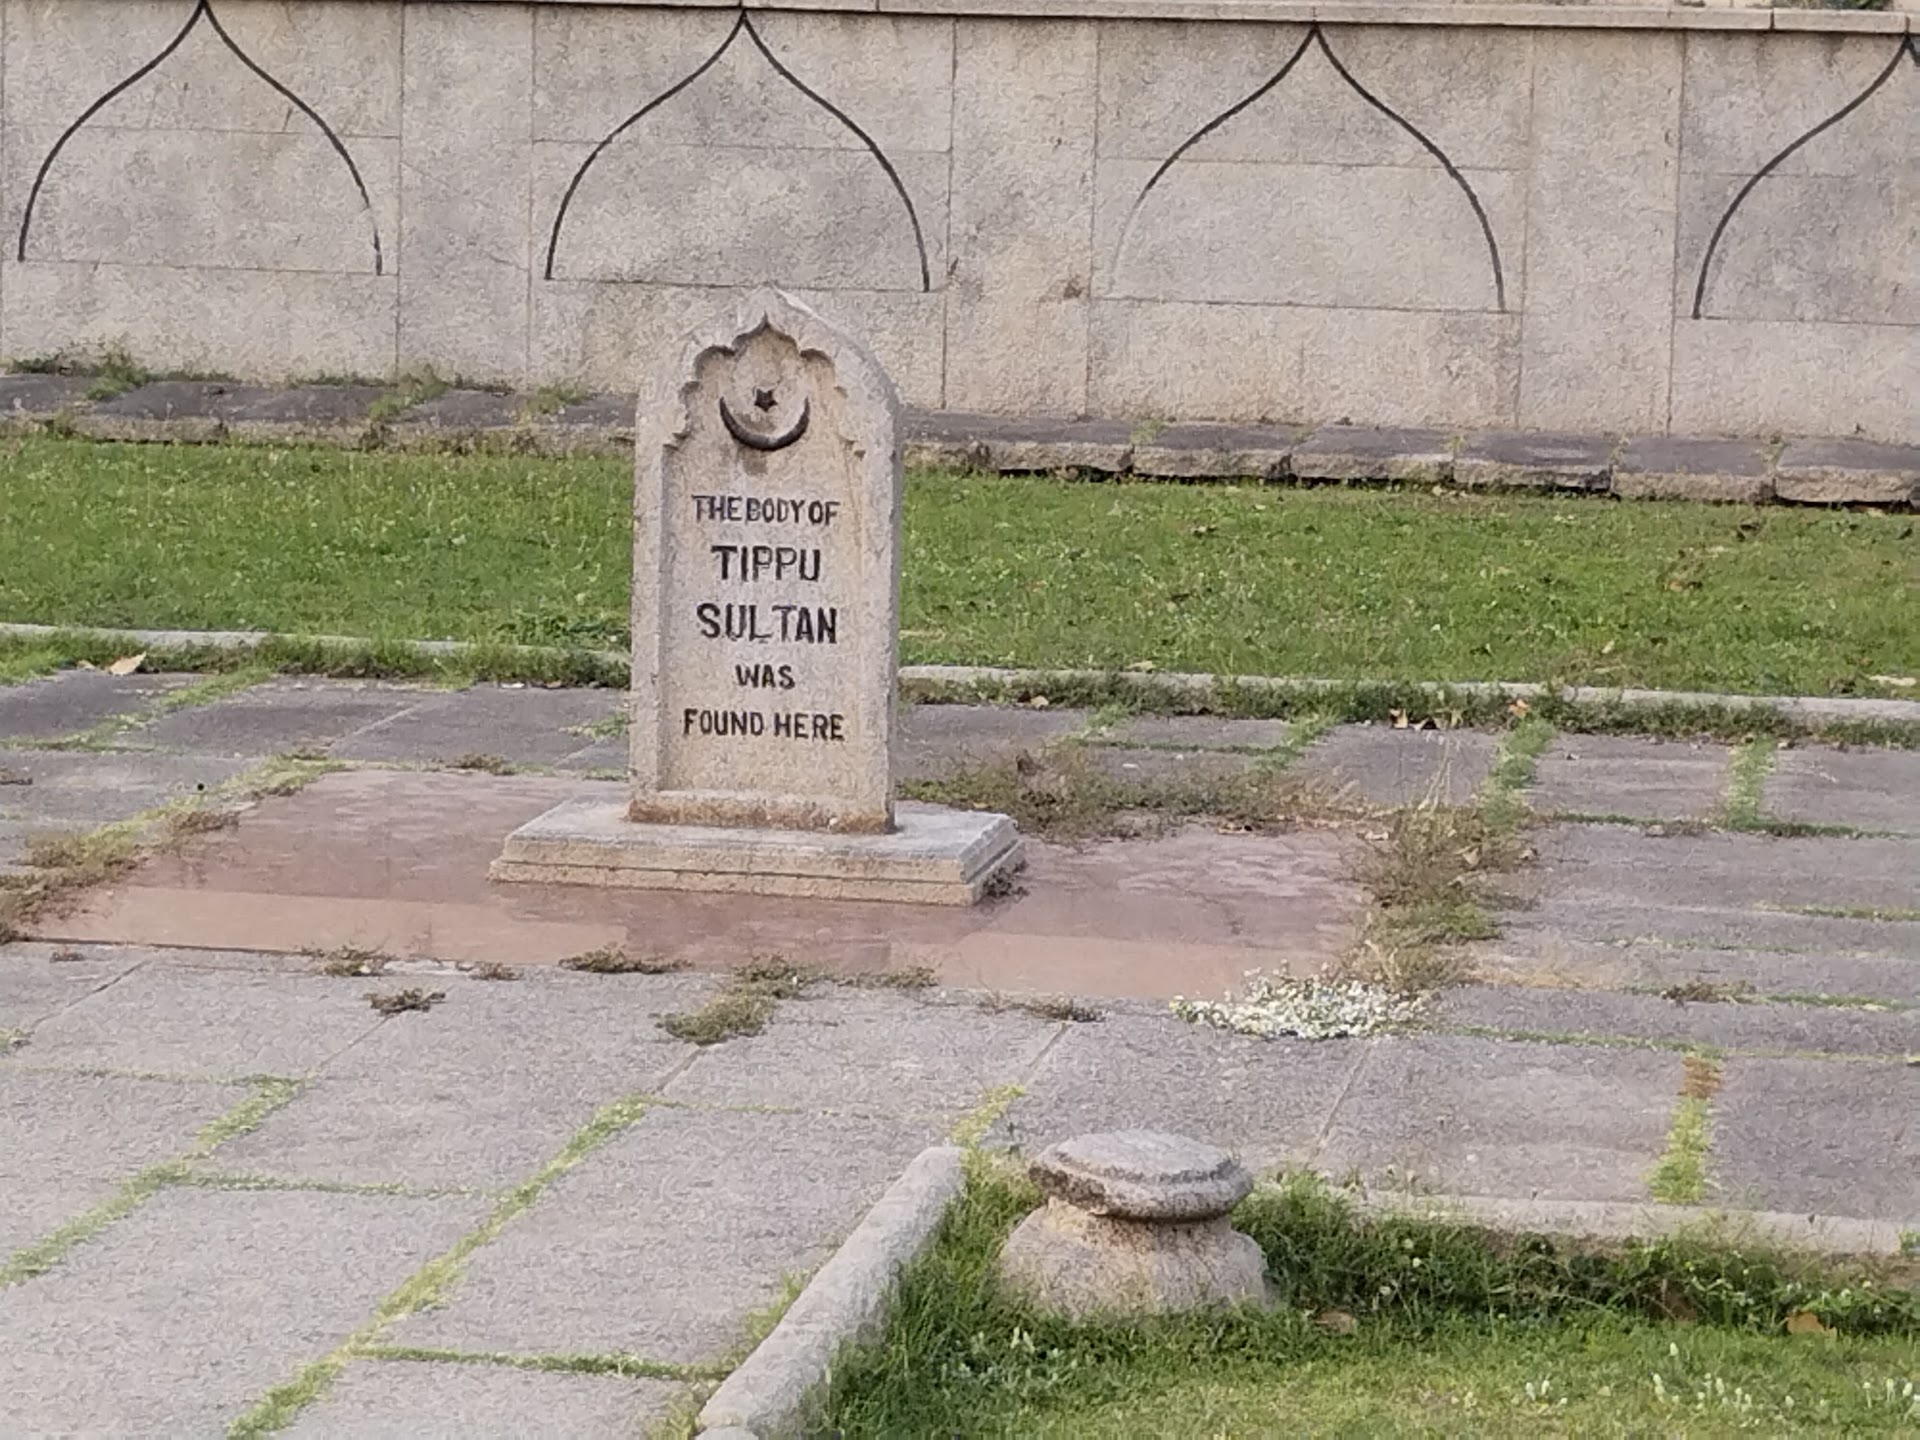 THE BODY OF
TIPPU
SULTAN
WAS
FOUND HERE